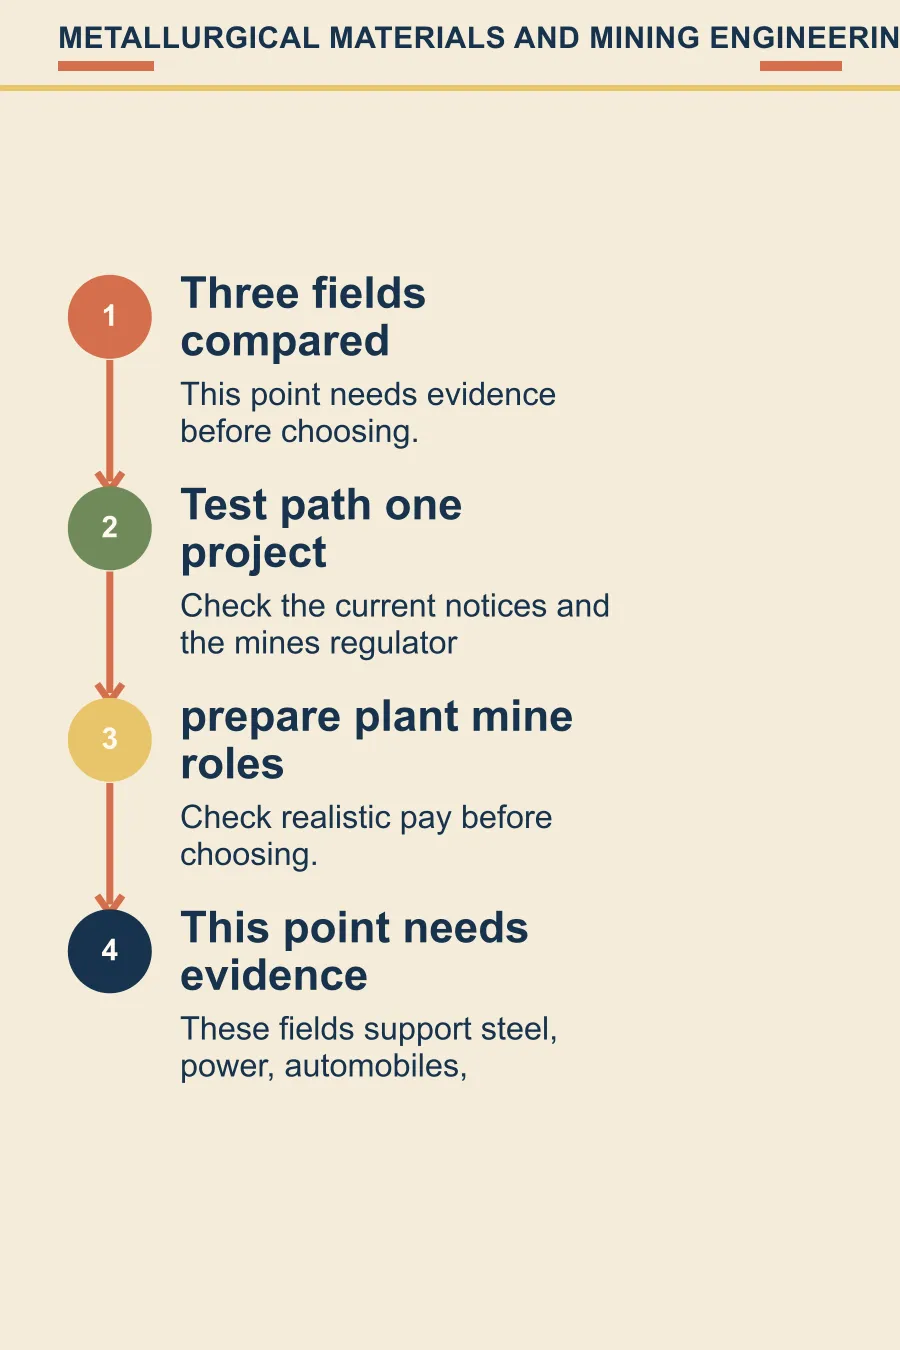 METALLURGICAL MATERIALS AND MINING ENGINEERIN
1
Three fields
compared
This point needs evidence
before choosing.
2
Test path one
project
Check the current notices and
the mines regulator
3
prepare plant mine
roles
Check realistic pay before
choosing.
4
This point needs
evidence
These fields support steel,
power, automobiles,